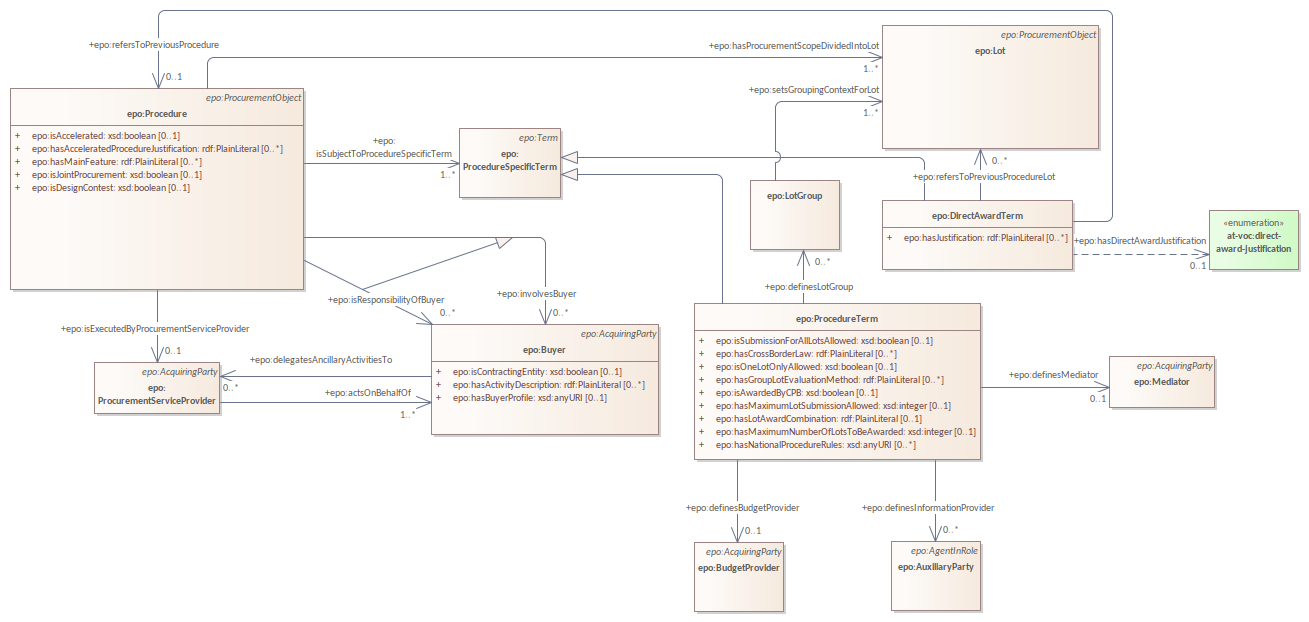 +epo:refersToPreviousProcedure
0..1
+epo:hasProcurementScopeDividedIntoLot
1..*
epo:ProcurementObject
epo:Lot
+epo:setsGroupingContextForLot
1..*
epo:ProcurementObject
epo:Procedure
+ epo:isAccelerated: xsd:boolean [0..1]
+ epo:hasAcceleratedProcedureJustification: rdf:PlainLiteral [0..*]
+ epo:hasMainFeature: rdf:PlainLiteral [0..*]
+ epo:isJointProcurement: xsd:boolean [0..1]
+ epo:isDesignContest: xsd:boolean [0..1]
+epo:
isSubjectToProcedureSpecificTerm
1..*
epo:Term
epo:
ProcedureSpecificTerm
0..*
+epo:refersToPreviousProcedureLot
epo:LotGroup
epo:DirectAwardTerm
+ epo:hasJustification: rdf:PlainLiteral [0..*]
+epo:hasDirectAwardJustification
0..1
«enumeration»
at-voc:direct-
award-justification
0..*
+epo:definesLotGroup
+epo:isResponsibilityOfBuyer
0..*
+epo:involvesBuyer
0..*
+epo:isExecutedByProcurementServiceProvider
0..1
epo:AcquiringParty
epo:Buyer
+ epo:isContractingEntity: xsd:boolean [0..1]
+ epo:hasActivityDescription: rdf:PlainLiteral [0..*]
+ epo:hasBuyerProfile: xsd:anyURI [0..1]
+epo:delegatesAncillaryActivitiesTo
0..*
+epo:actsOnBehalfOf
1..*
epo:AcquiringParty
epo:
ProcurementServiceProvider
epo:ProcedureTerm
+ epo:isSubmissionForAllLotsAllowed: xsd:boolean [0..1]
+ epo:hasCrossBorderLaw: rdf:PlainLiteral [0..*]
+ epo:isOneLotOnlyAllowed: xsd:boolean [0..1]
+ epo:hasGroupLotEvaluationMethod: rdf:PlainLiteral [0..*]
+ epo:isAwardedByCPB: xsd:boolean [0..1]
+ epo:hasMaximumLotSubmissionAllowed: xsd:integer [0..1]
+ epo:hasLotAwardCombination: rdf:PlainLiteral [0..1]
+ epo:hasMaximumNumberOfLotsToBeAwarded: xsd:integer [0..1]
+ epo:hasNationalProcedureRules: xsd:anyURI [0..*]
+epo:definesMediator
0..1
epo:AcquiringParty
epo:Mediator
+epo:definesBudgetProvider
0..1
+epo:definesInformationProvider
0..*
epo:AcquiringParty
epo:BudgetProvider
epo:AgentInRole
epo:AuxiliaryParty